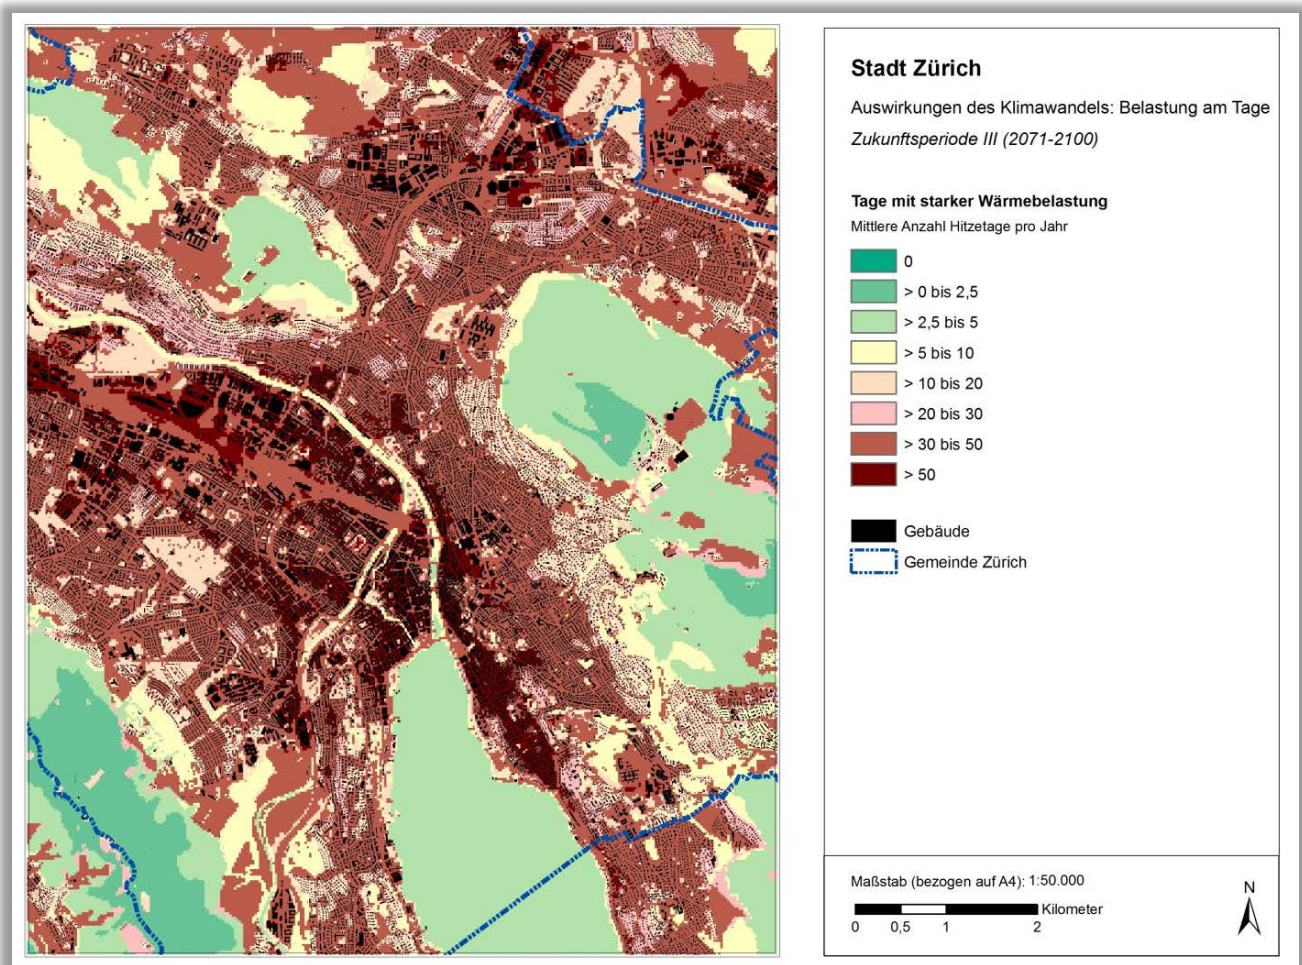 Stadt Zürich
Auswirkungen des Klimawandels: Belastung am Tage
Zukunftsperiode III (2071-2100)
Tage mit starker Wärmebelastung
Mittlere Anzahl Hitzetage pro Jahr
0
> 0 bis 2,5
> 2,5 bis 5
> 5 bis 10
> 10 bis 20
> 20 bis 30
> 30 bis 50
> 50
Gebäude
Gemeinde Zürich
Maßstab (bezogen auf A4): 1:50.000
Kilometer
0 0,5 1 2
N